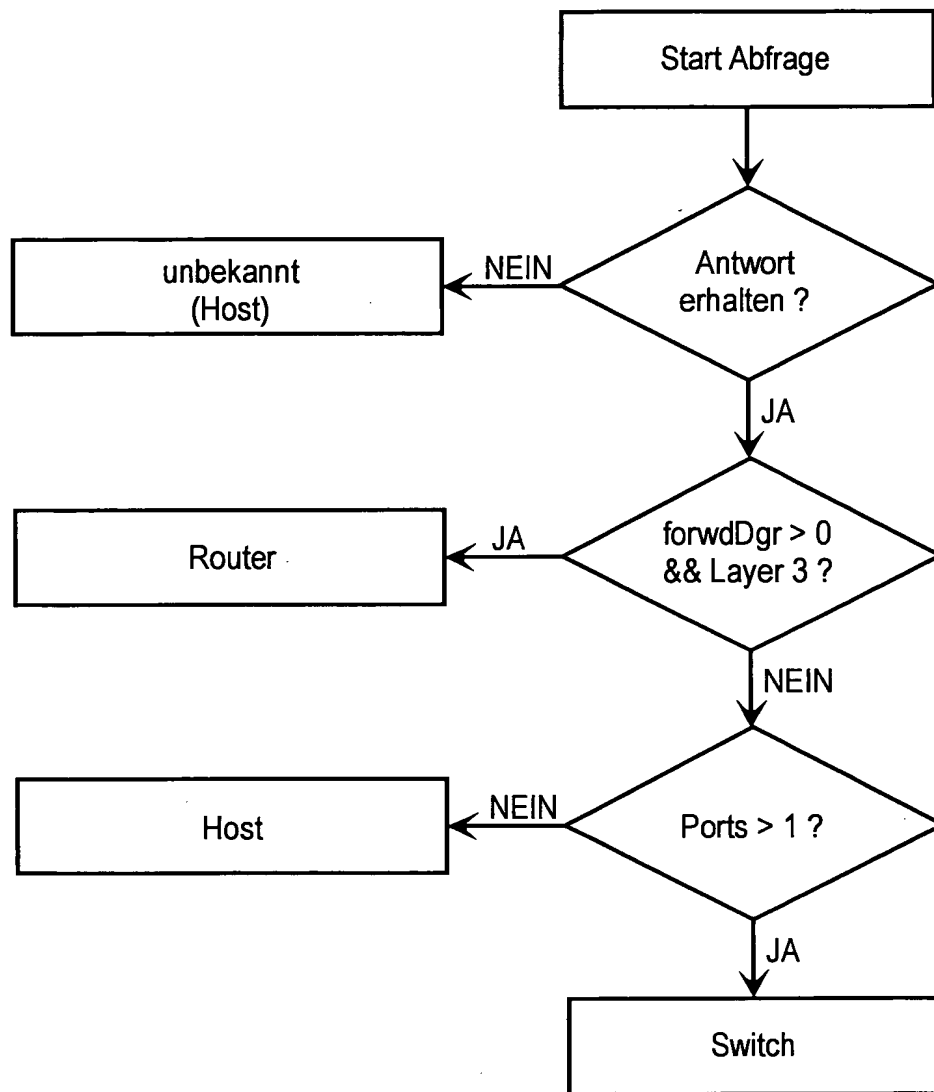 Start Abfrage
Antwort
erhalten ?
NEIN
unbekannt
(Host)
JA
forwdDgr > 0
&& Layer 3 ?
JA
Router
NEIN
Ports > 1 ?
NEIN
Host
JA
Switch